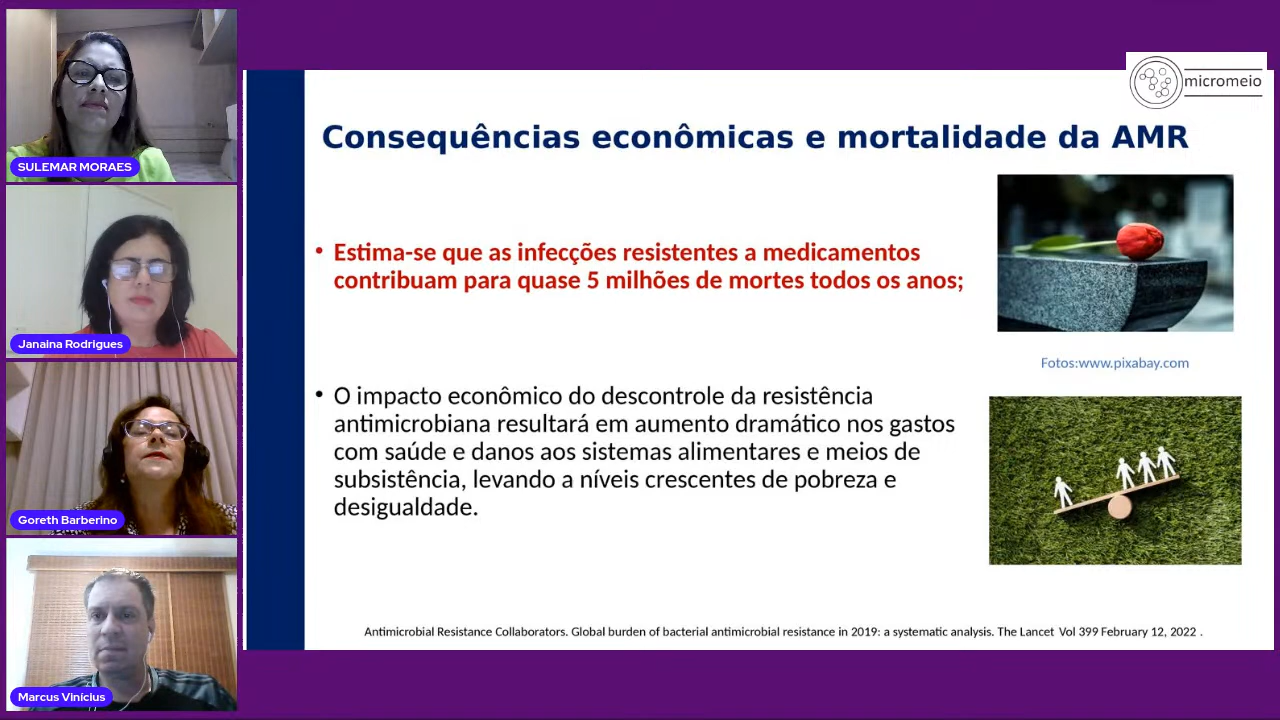 SULEMAR MORAES
Janaina Rodrigues
Goreth Barberino
Marcus Vinícius
micromeio
Consequências econômicas e mortalidade da AMR
• Estima-se que as infecções resistentes a medicamentos
contribuam para quase 5 milhões de mortes todos os anos;
Fotos:www.pixabay.com
• O impacto econômico do descontrole da resistência
antimicrobiana resultará em aumento dramático nos gastos
com saúde e danos aos sistemas alimentares e meios de
subsistência, levando a níveis crescentes de pobreza e
desigualdade.
Antimicrobial Resistance Collaborators. Global burden of bacterial antimicrobial resistance in 2019: a systematic analysis. The Lancet Vol 399 February 12, 2022 .